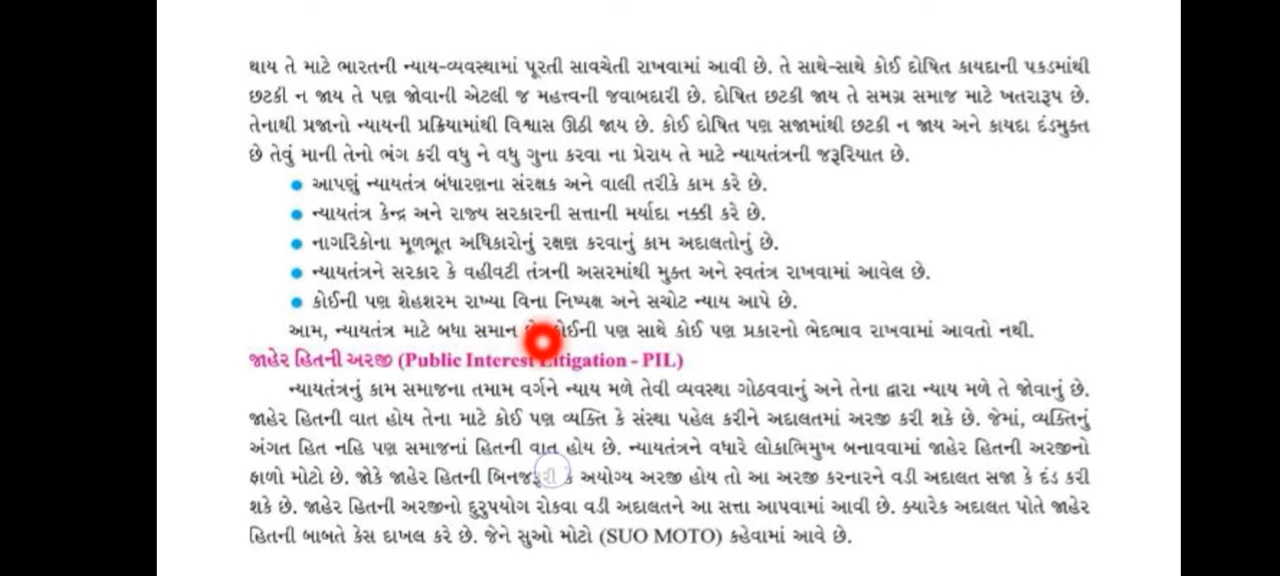 થાય તે માટે ભારતની ન્યાય-વ્યવસ્થામાં પૂરતી સાવચેતી રાખવામાં આવી છે. તે સાથે-સાથે કોઈ દોષિત કાયદાની પકડમાંથી
છટકી ન જાય તે પણ જોવાની એટલી જ મહત્ત્વની જવાબદારી છે. દોષિત છટકી જાય તે સમગ્ર સમાજ માટે ખતરારૂપ છે.
તેનાથી પ્રજાનો ન્યાયની પ્રક્રિયામાંથી વિશ્વાસ ઊઠી જાય છે. કોઈ દોષિત પણ સજામાંથી છટકી ન જાય અને કાયદા દંડમુક્ત
છે તેવું માની તેનો ભંગ કરી વધુ ને વધુ ગુના કરવા ના પ્રેરાય તે માટે ન્યાયતંત્રની જરૂરિયાત છે.
● આપણું ન્યાયતંત્ર બંધારણના સંરક્ષક અને વાલી તરીકે કામ કરે છે.
● ન્યાયતંત્ર કેન્દ્ર અને રાજ્ય સરકારની સત્તાની મર્યાદા નક્કી કરે છે.
● નાગરિકોના મૂળભૂત અધિકારોનું રક્ષણ કરવાનું કામ અદાલતોનું છે.
● ન્યાયતંત્રને સરકાર કે વહીવટી તંત્રની અસરમાંથી મુક્ત અને સ્વતંત્ર રાખવામાં આવેલ છે.
● કોઈની પણ શેહશરમ રાખ્યા વિના નિષ્પક્ષ અને સચોટ ન્યાય આપે છે.
આમ, ન્યાયતંત્ર માટે બધા સમાન કોઈની પણ સાથે કોઈ પણ પ્રકારનો ભેદભાવ રાખવામાં આવતો નથી.
જાહેર હિતની અરજી (Public Interest Litigation - PIL)
ન્યાયતંત્રનું કામ સમાજના તમામ વર્ગને ન્યાય મળે તેવી વ્યવસ્થા ગોઠવવાનું અને તેના દ્વારા ન્યાય મળે તે જોવાનું છે.
જાહેર હિતની વાત હોય તેના માટે કોઈ પણ વ્યક્તિ કે સંસ્થા પહેલ કરીને અદાલતમાં અરજી કરી શકે છે. જેમાં, વ્યક્તિનું
અંગત હિત નહિ પણ સમાજનાં હિતની વાત હોય છે. ન્યાયતંત્રને વધારે લોકાભિમુખ બનાવવામાં જાહેર હિતની અરજીનો
ફાળો મોટો છે. જોકે જાહેર હિતની બિનજરૂરી કે અયોગ્ય અરજી હોય તો આ અરજી કરનારને વડી અદાલત સજા કે દંડ કરી
શકે છે. જાહેર હિતની અરજીનો દુરુપયોગ રોકવા વડી અદાલતને આ સત્તા આપવામાં આવી છે. ક્યારેક અદાલત પોતે જાહેર
હિતની બાબતે કેસ દાખલ કરે છે. જેને સુઓ મોટો (SUO MOTO) કહેવામાં આવે છે.